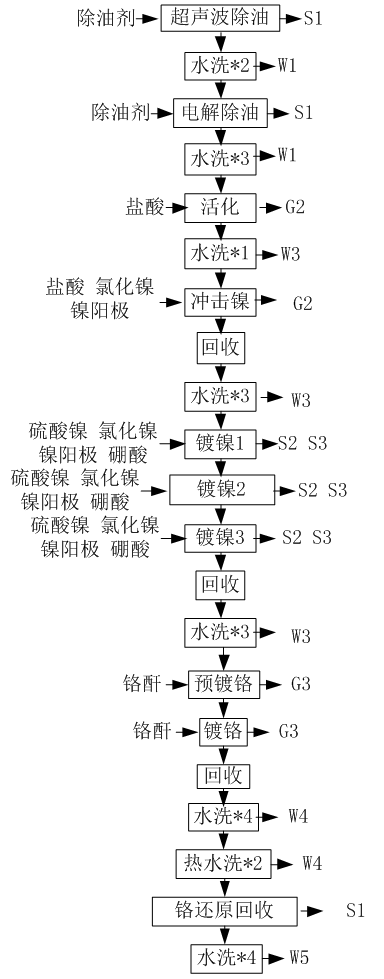 除油剂 超声波除油 S1
水洗*2 W1
除油剂 电解除油 S1
水洗*3 W1
盐酸 活化 G2
水洗*1 W3
盐酸 氯化镍
镍阳极 冲击镍 G2
回收
水洗*3 W3
硫酸镍 氯化镍
镍阳极 硼酸 镀镍1 S2 S3
硫酸镍 氯化镍
镍阳极 硼酸 镀镍2 S2 S3
硫酸镍 氯化镍
镍阳极 硼酸 镀镍3 S2 S3
回收
水洗*3 W3
铬酐 预镀铬 G3
铬酐 镀铬 G3
回收
水洗*4 W4
热水洗*2 W4
铬还原回收 S1
水洗*4 W5